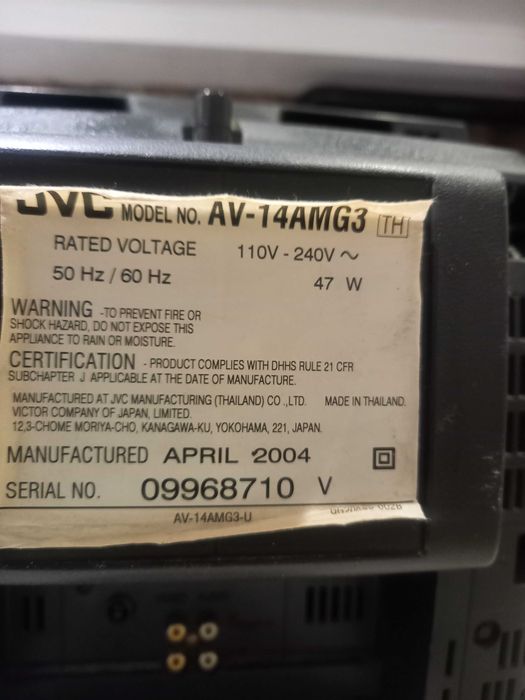 JVC MODEL NO. AV-14AMG3 TH
RATED VOLTAGE 110V - 240V ~
50 Hz / 60 Hz 47 W
WARNING - TO PREVENT FIRE OR
SHOCK HAZARD, DO NOT EXPOSE THIS
APPLIANCE TO RAIN OR MOISTURE.
CERTIFICATION - PRODUCT COMPLIES WITH DHHS RULE 21 CFR
SUBCHAPTER J APPLICABLE AT THE DATE OF MANUFACTURE.
MANUFACTURED AT JVC MANUFACTURING (THAILAND) CO .,LTD. MADE IN THAILAND.
VICTOR COMPANY OF JAPAN, LIMITED.
12,3-CHOME MORIYA-CHO, KANAGAWA-KU, YOKOHAMA, 221, JAPAN.
MANUFACTURED APRIL 2004
SERIAL NO. 09968710 V
AV-14AMG3-U